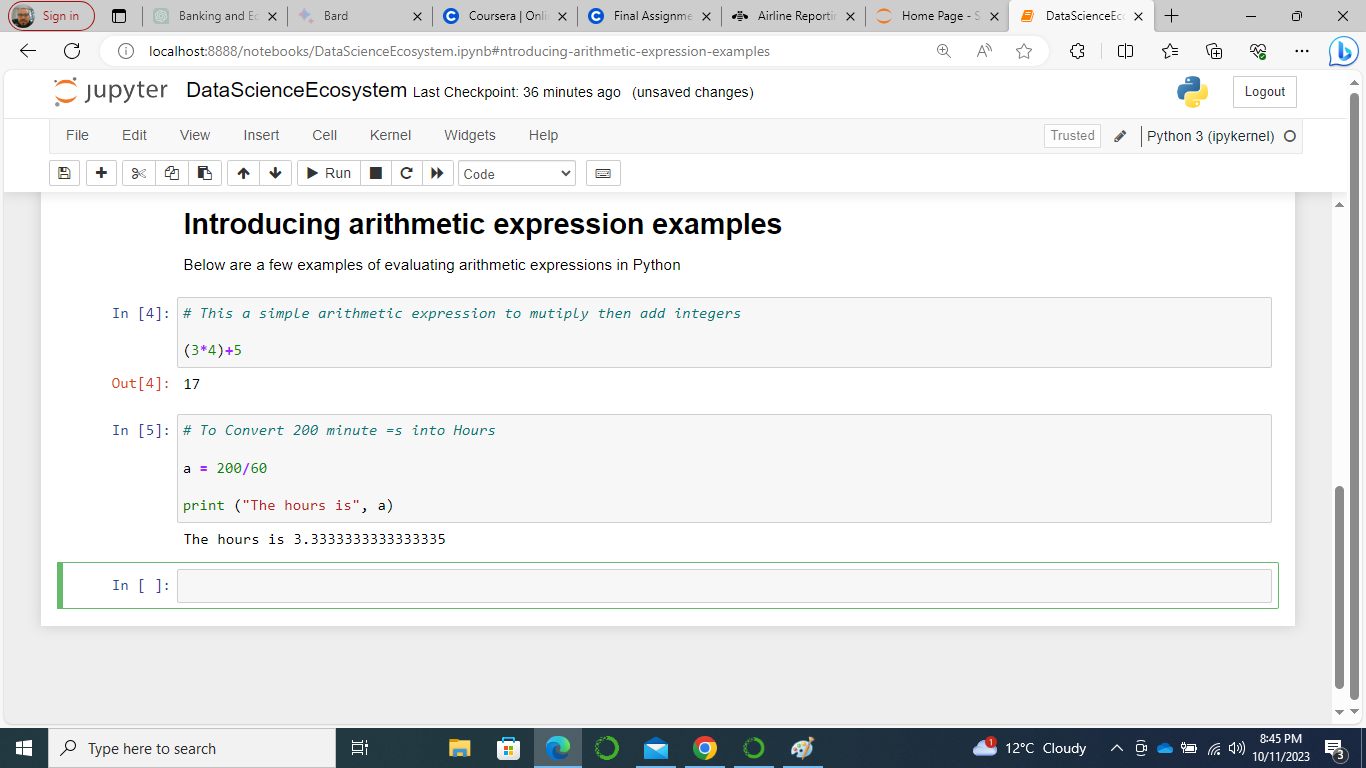 Sign in
Banking and Ec
Bard
Coursera | Onli
Final Assignme
Airline Reportin
Home Page - S
DataScienceEc
localhost:8888/notebooks/DataScienceEcosystem.ipynb#ntroducing-arithmetic-expression-examples
jupyter DataScienceEcosystem Last Checkpoint: 36 minutes ago (unsaved changes)
Logout
File Edit View Insert Cell Kernel Widgets Help
Trusted
Python 3 (ipykernel)
Run
Code
Introducing arithmetic expression examples
Below are a few examples of evaluating arithmetic expressions in Python
In [4]: # This a simple arithmetic expression to mutiply then add integers
(3*4)+5
Out[4]: 17
In [5]: # To Convert 200 minute =s into Hours
a = 200/60
print ("The hours is", a)
The hours is 3.3333333333333335
In [ ]:
Type here to search
1
12°C Cloudy
8:45 PM
10/11/2023
3